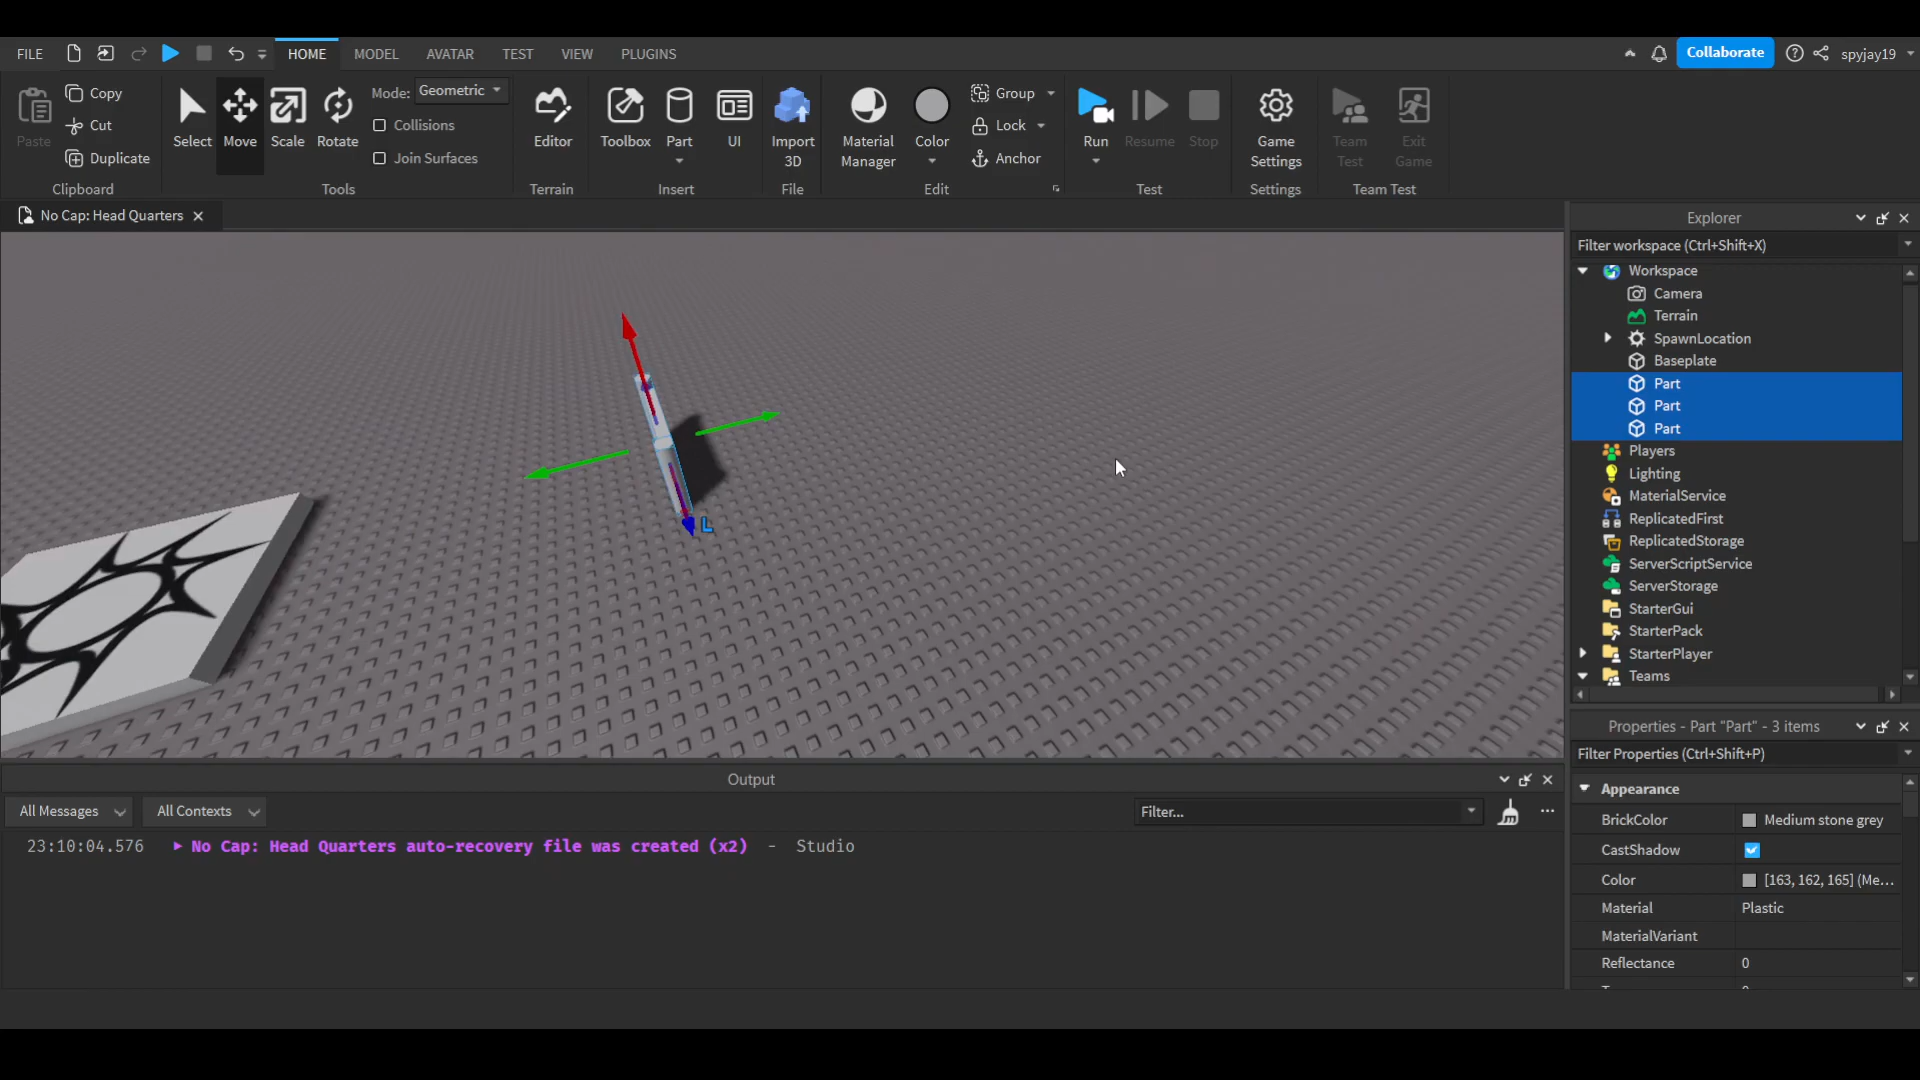 FILE HOME MODEL AVATAR TEST VIEW PLUGINS Collaborate spyjay19
Copy
Cut
Duplicate
Paste
Clipboard
Select Move Scale Rotate
Mode: Geometric
Collisions
Join Surfaces
Tools
Editor
Terrain
Toolbox Part UI
Insert
Import
3D
File
Material
Manager
Color
Group
Lock
Anchor
Edit
Run Resume Stop
Test
Game
Settings
Settings
Team
Test
Exit
Game
Team Test
No Cap: Head Quarters
L
Explorer
Filter workspace (Ctrl+Shift+X)
Workspace
Camera
Terrain
SpawnLocation
Baseplate
Part
Part
Part
Players
Lighting
MaterialService
ReplicatedFirst
ReplicatedStorage
ServerScriptService
ServerStorage
StarterGui
StarterPack
StarterPlayer
Teams
Properties - Part "Part" - 3 items
Filter Properties (Ctrl+Shift+P)
Appearance
BrickColor Medium stone grey
CastShadow
Color [163, 162, 165] (Me...
Material Plastic
MaterialVariant
Reflectance 0
Output
All Messages All Contexts Filter...
23:10:04.576 No Cap: Head Quarters auto-recovery file was created (x2) - Studio